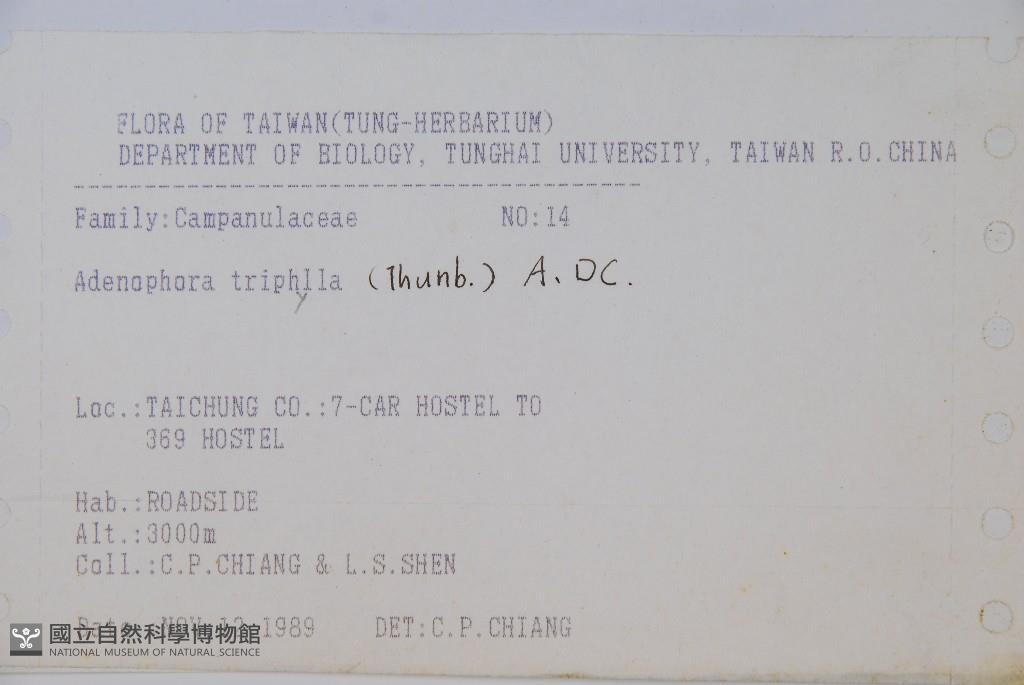 FLORA OF TAIWAN(TUNG-HERBARIUM)
DEPARTMENT OF BIOLOGY, TUNGHAI UNIVERSITY, TAIWAN R.O.CHINA
----------------------------------------
Family:Campanulaceae NO:14
Adenophora triphlla (Thunb.) A. DC.
y
Loc.:TAICHUNG CO.:7-CAR HOSTEL TO
369 HOSTEL
Hab.:ROADSIDE
Alt.:3000m
Coll.:C.P.CHIANG & L.S.SHEN
Date:NOV 1989 DET:C.P.CHIANG
國立自然科學博物館
NATIONAL MUSEUM OF NATURAL SCIENCE